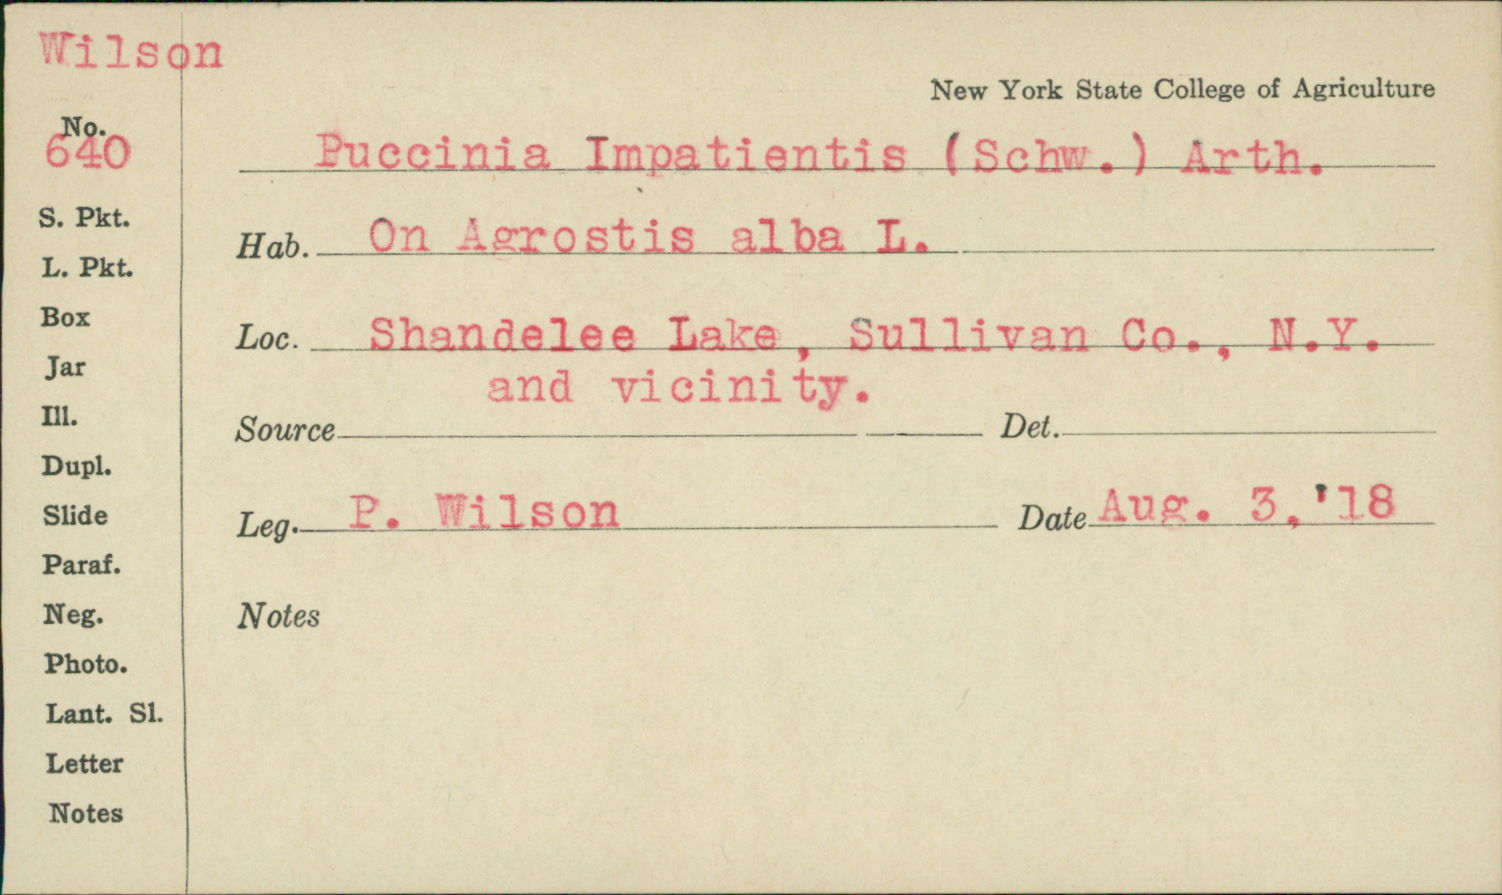 Wilson
New York State College of Agriculture
No.
640
Puccinia Impatientis (Schw.) Arth.
S. Pkt.
Hab. On Agrostis alba L.
L. Pkt.
Box
Loc. Shandelee Lake, Sullivan Co., N.Y.
Jar
and vicinity.
Ill.
Source Det.
Dupl.
Slide
Leg. P. Wilson Date Aug. 3, '18
Paraf.
Neg.
Notes
Photo.
Lant. Sl.
Letter
Notes